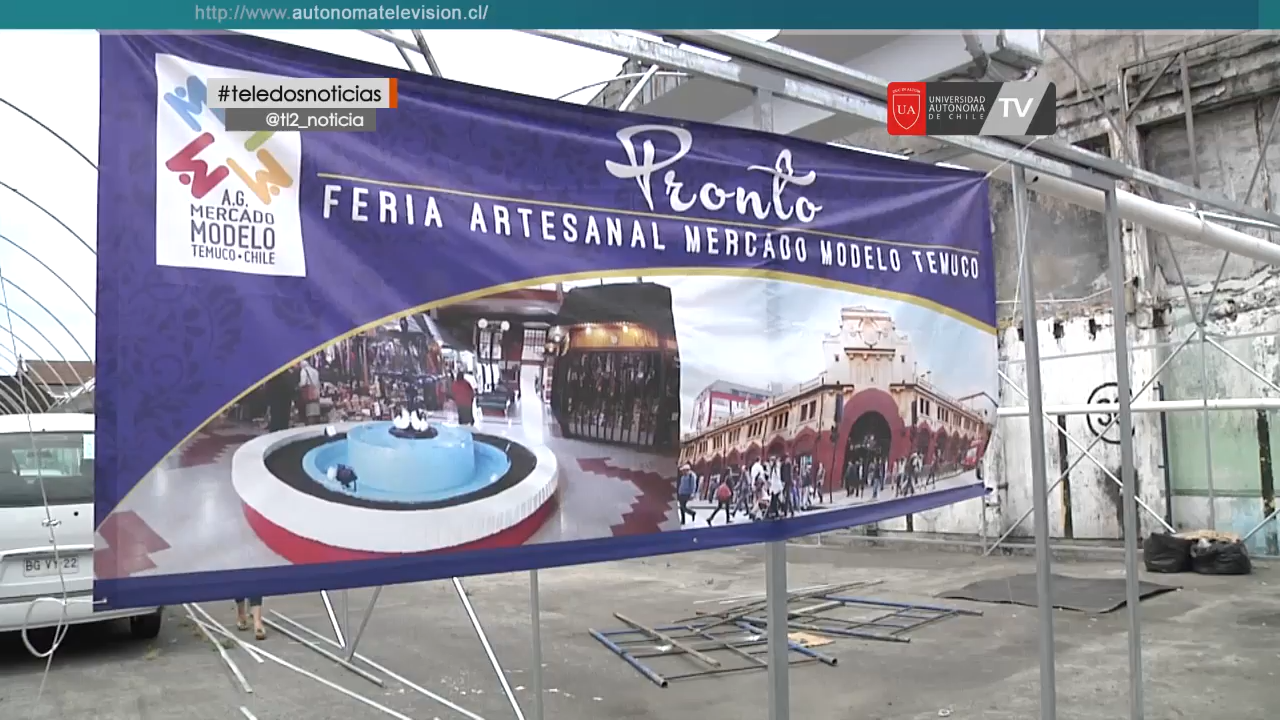 http://www.autonomatelevision.cl/
#teledosnoticias
@tl2_noticia
UA
UNIVERSIDAD
AUTÓNOMA
DE CHILE
TV
A.G.
MERCADO
MODELO
TEMUCO • CHILE
Pronto
FERIA ARTESANAL MERCADO MODELO TEMUCO
BG VY 22